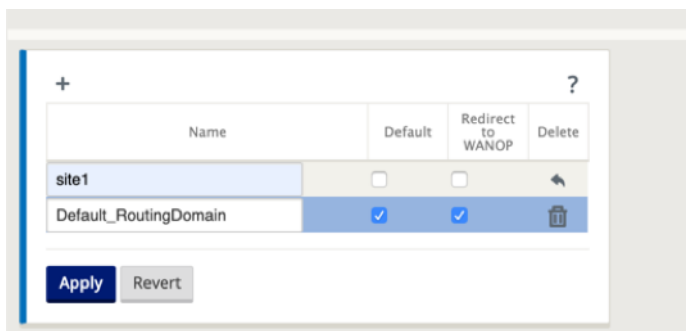 + ?
Name Default Redirect to WANOP Delete
site1
Default_RoutingDomain
Apply Revert